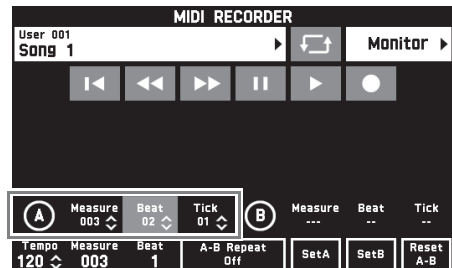 MIDI RECORDER
User 001
Song 1
Monitor
A Measure Beat Tick B Measure Beat Tick
003 02 01 --- -- --
Tempo Measure Beat A-B Repeat SetA SetB Reset
120 003 1 Off A-B